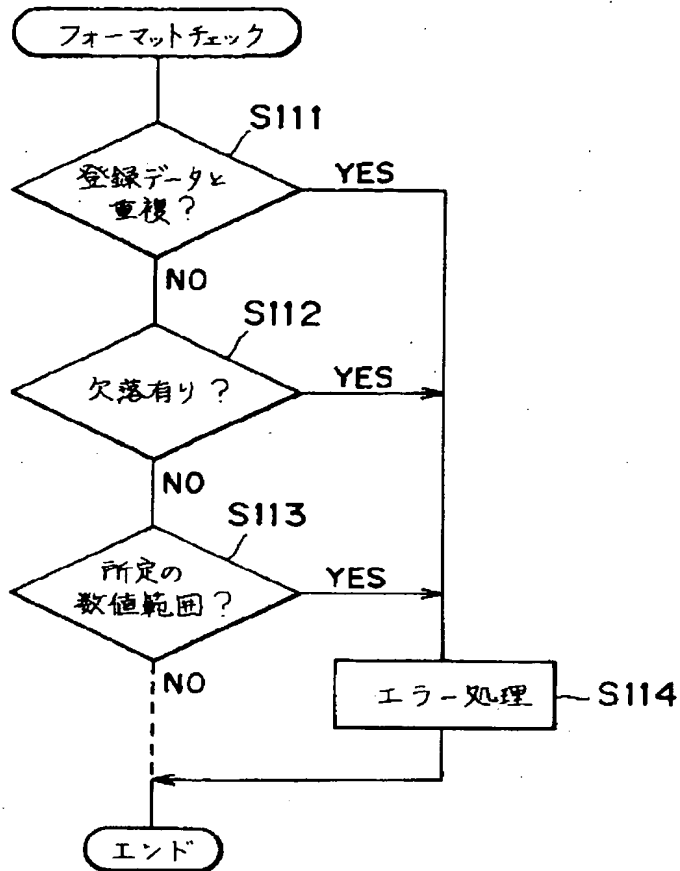 フォーマットチェック
S111
登録データと
重複?
YES
NO
S112
欠落有り?
YES
NO
S113
所定の
数値範囲?
YES
NO
エラー処理
S114
エンド